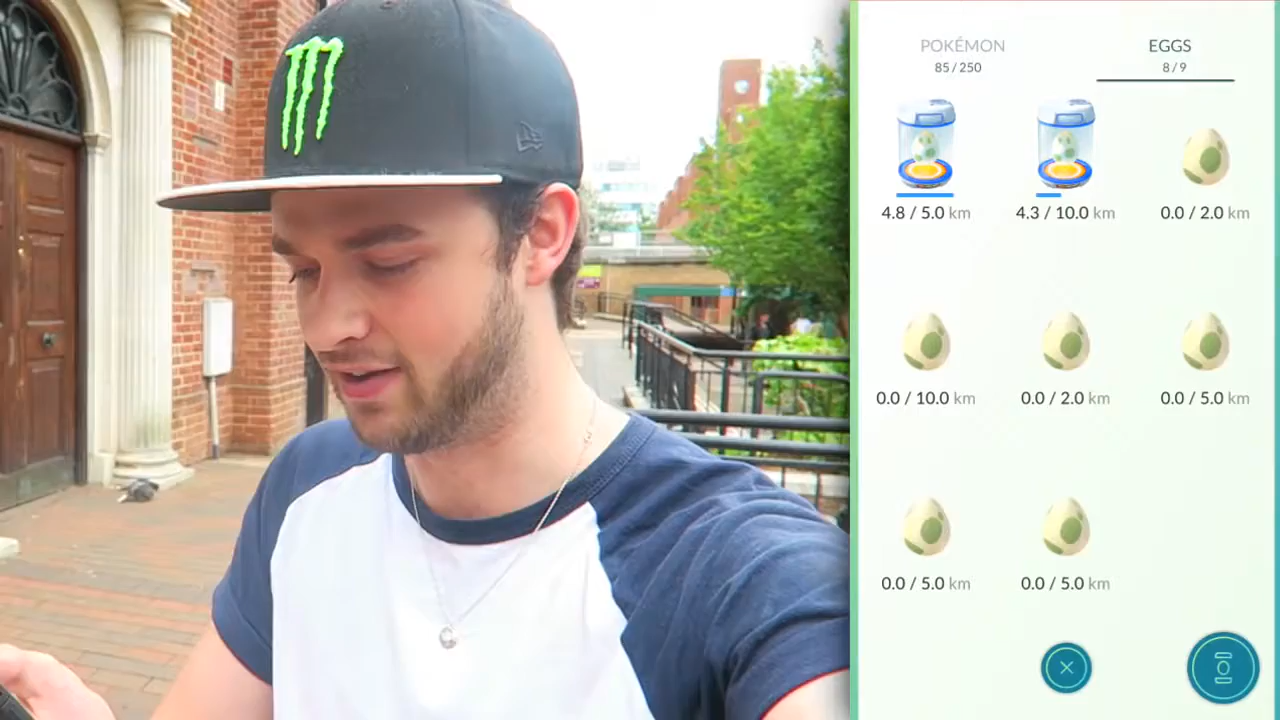 POKÉMON
85 / 250
EGGS
8 / 9
4.8 / 5.0 km
4.3 / 10.0 km
0.0 / 2.0 km
0.0 / 10.0 km
0.0 / 2.0 km
0.0 / 5.0 km
0.0 / 5.0 km
0.0 / 5.0 km